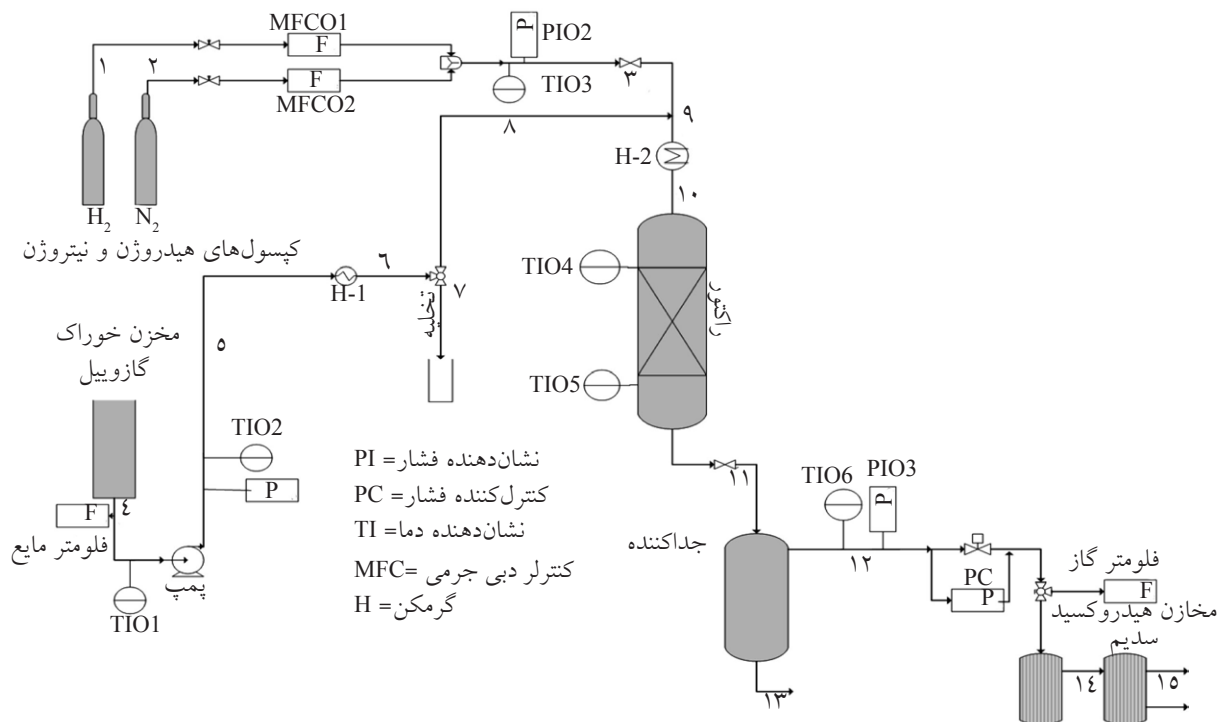 MFCO1
F
PIO2
P
۱
۲
F
MFCO2
TIO3
۳
۸
۹
H-2
۱۰
H₂
N₂
کپسول‌های هیدروژن و نیتروژن
۶
H-1
۷
تخلیه
TIO4
راکتور
TIO5
۵
مخزن خوراک
گازوییل
TIO2
P
٤
F
فلومتر مایع
پمپ
TIO1
PI =نشان‌دهنده فشار
PC =کنترل‌کننده فشار
TI =نشان‌دهنده دما
MFC= کنترلر دبی جرمی
H =گرمکن
۱۱
TIO6
PIO3
P
جداکننده
۱۲
PC
P
فلومتر گاز
F
مخازن هیدروکسید
سدیم
۱۳
۱٤
۱۵